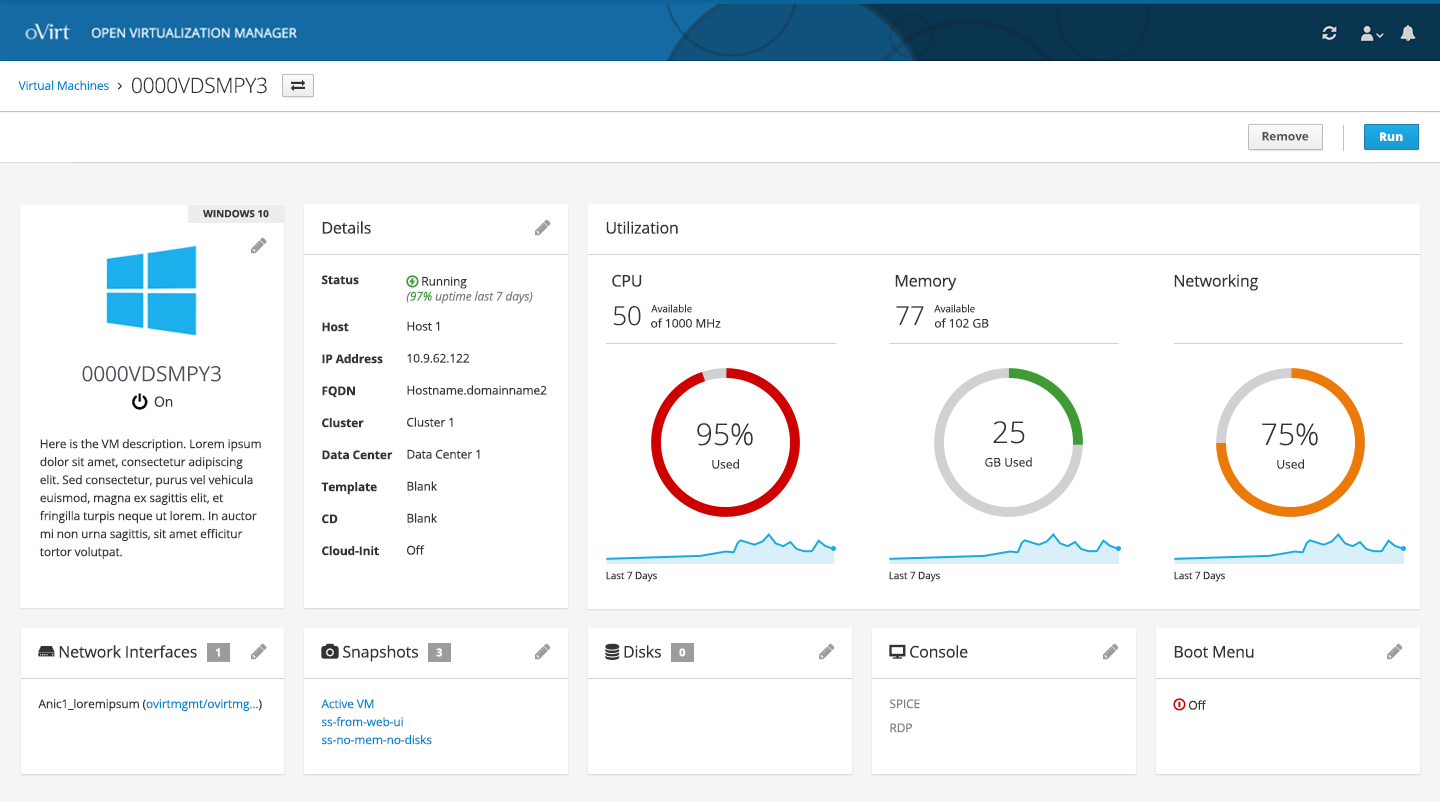 oVirt OPEN VIRTUALIZATION MANAGER
Virtual Machines › 0000VDSMPY3
Remove Run
WINDOWS 10
0000VDSMPY3
On
Here is the VM description. Lorem ipsum
dolor sit amet, consectetur adipiscing
elit. Sed consectetur, purus vel vehicula
euismod, magna ex sagittis elit, et
fringilla turpis neque ut lorem. In auctor
mi non urna sagittis, sit amet efficitur
tortor volutpat.
Details
Status Running
(97% uptime last 7 days)
Host Host 1
IP Address 10.9.62.122
FQDN Hostname.domainname2
Cluster Cluster 1
Data Center Data Center 1
Template Blank
CD Blank
Cloud-Init Off
Utilization
CPU
50 Available
of 1000 MHz
95%
Used
Last 7 Days
Memory
77 Available
of 102 GB
25
GB Used
Last 7 Days
Networking
75%
Used
Last 7 Days
Network Interfaces 1
Anic1_loremipsum (ovirtmgmt/ovirtmg...)
Snapshots 3
Active VM
ss-from-web-ui
ss-no-mem-no-disks
Disks 0
Console
SPICE
RDP
Boot Menu
Off